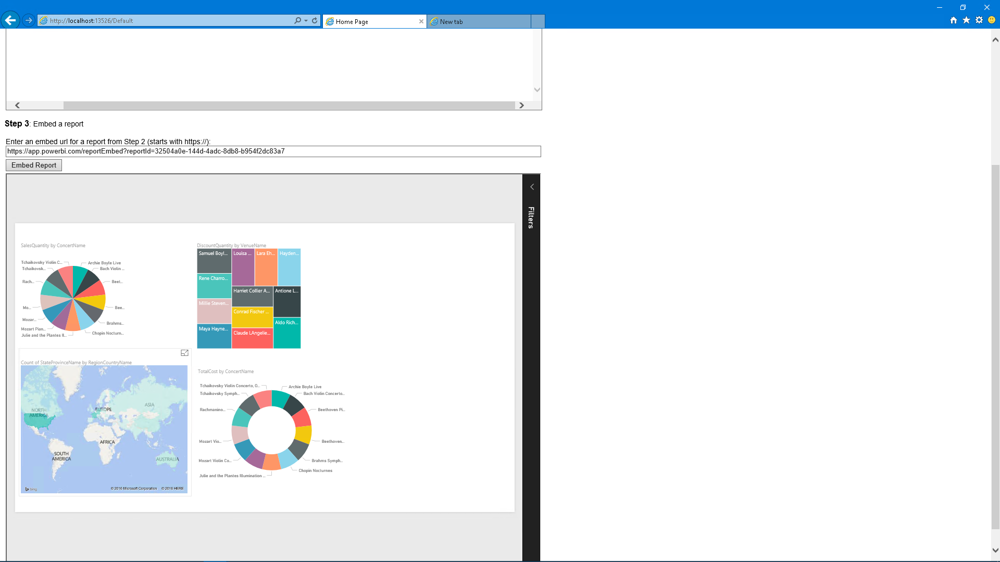 http://localhost:13526/Default
Home Page
New tab
Step 3: Embed a report
Enter an embed url for a report from Step 2 (starts with https://):
https://app.powerbi.com/reportEmbed?reportId=32504a0e-144d-4adc-8db8-b954f2dc83a7
Embed Report
Filters
SalesQuantity by ConcertName
Tchaikovsky Violin C...
Archie Boyle Live
Tchaikovsk...
Bach Violin ...
Rach...
Beet...
Mo...
Bee...
Mozar...
Brahms...
Mozart Pian...
Chopin Nocturn...
Julie and the Plantes Il...
DiscountQuantity by VenueName
Samuel Boyl...
Louisa ...
Lara Eh...
Hayden...
Rene Charro...
Harriet Collier A...
Antione L...
Millie Steven...
Conrad Fischer ...
Aldo Rich...
Maya Hayne...
Claude LAngelie...
Count of StateProvinceName by RegionCountryName
NORTH
AMERICA
EUROPE
ASIA
AFRICA
SOUTH
AMERICA
AUSTRALIA
bing
© 2016 Microsoft Corporation
© 2016 HERE
TotalCost by ConcertName
Tchaikovsky Violin Concerto, O...
Archie Boyle Live
Tchaikovsky Symph...
Bach Violin Concerto...
Rachmanino...
Beethoven Pi...
Mozart Vio...
Beethoven...
Mozart Violin Co...
Brahms Symph...
Chopin Nocturnes
Julie and the Plantes Illumination ...